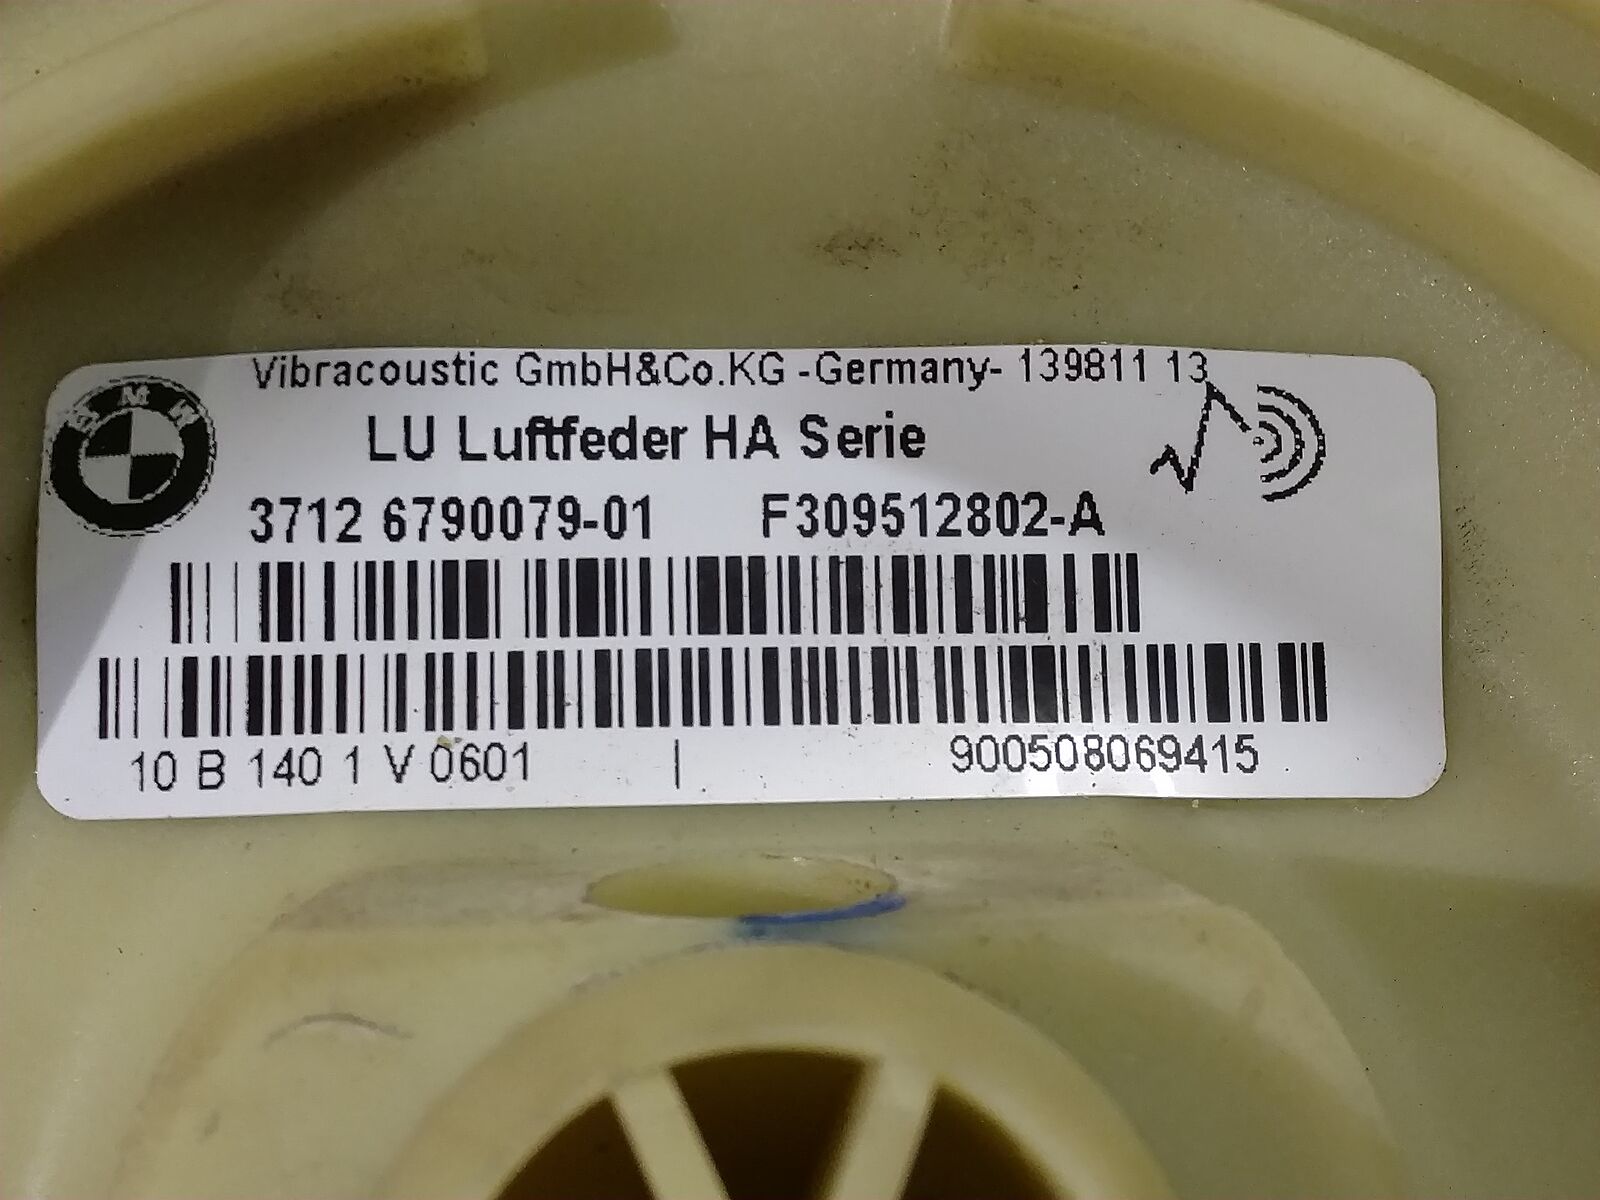 BMW
Vibracoustic GmbH&Co.KG -Germany- 139811 13
LU Luftfeder HA Serie
3712 6790079-01 F309512802-A
10 B 140 1 V 0601 | 900508069415